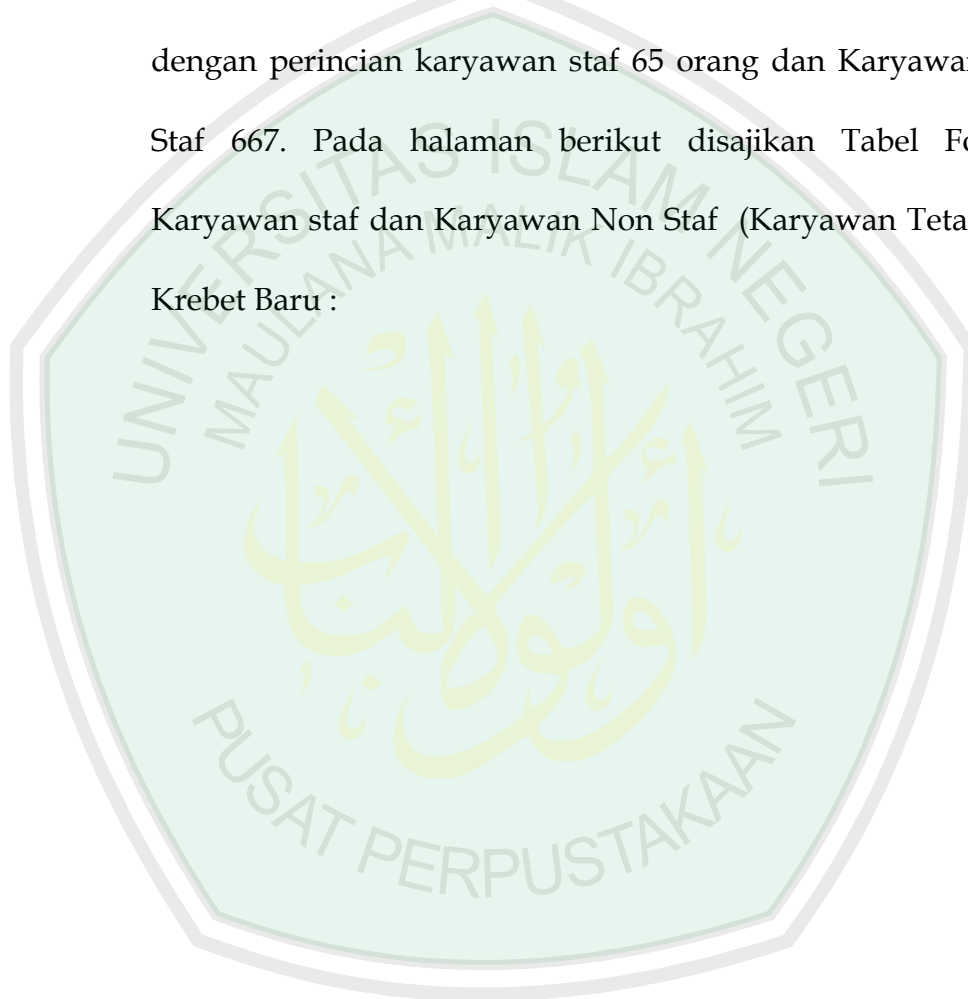 dengan perincian karyawan staf 65 orang dan Karyawan
Staf 667. Pada halaman berikut disajikan Tabel Fo
Karyawan staf dan Karyawan Non Staf (Karyawan Teta
Krebet Baru :
UNIVERSITAS ISLAM NEGERI
MAULANA MALIK IBRAHIM
PUSAT PERPUSTAKAAN